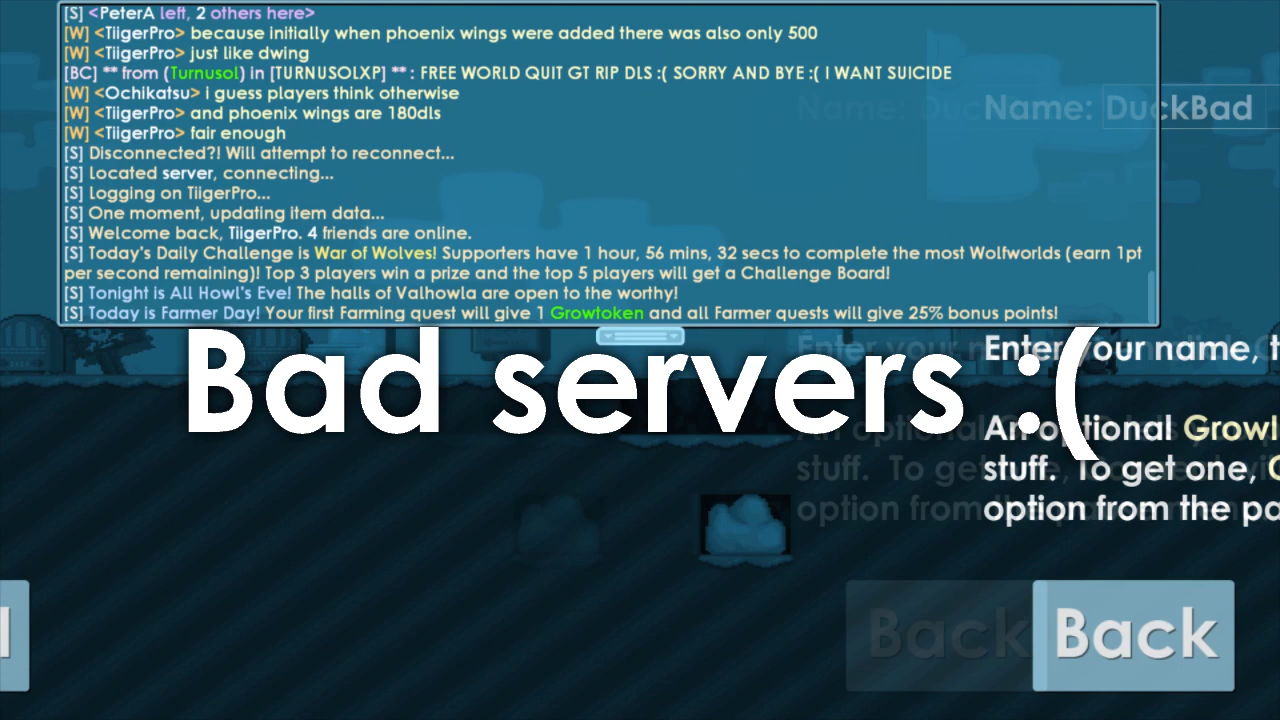 [S] <PeterA left, 2 others here>
[W] <TiigerPro> because initially when phoenix wings were added there was also only 500
[W] <TiigerPro> just like dwing
[BC] ** from (Turnusol) in [TURNUSOLXP] ** : FREE WORLD QUIT GT RIP DLS :( SORRY AND BYE :( I WANT SUICIDE
[W] <Ochikatsu> i guess players think otherwise
[W] <TiigerPro> and phoenix wings are 180dls
[W] <TiigerPro> fair enough
[S] Disconnected?! Will attempt to reconnect...
[S] Located server, connecting...
[S] Logging on TiigerPro...
[S] One moment, updating item data...
[S] Welcome back, TiigerPro. 4 friends are online.
[S] Today's Daily Challenge is War of Wolves! Supporters have 1 hour, 56 mins, 32 secs to complete the most Wolfworlds (earn 1pt
per second remaining)! Top 3 players win a prize and the top 5 players will get a Challenge Board!
[S] Tonight is All Howl's Eve! The halls of Valhowla are open to the worthy!
[S] Today is Farmer Day! Your first Farming quest will give 1 Growtoken and all Farmer quests will give 25% bonus points!
Name: DuckBad
Bad servers :(
Enter your name, t
An optional Growl
stuff. To get one,
option from the pa
Back
Back